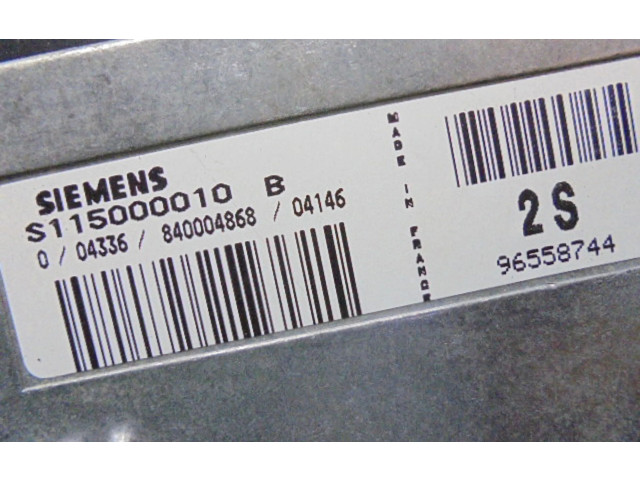 SIEMENS
S115000010 B
0 / 04336 / 840004868 / 04146
MADE IN FRANCE
2S
96558744